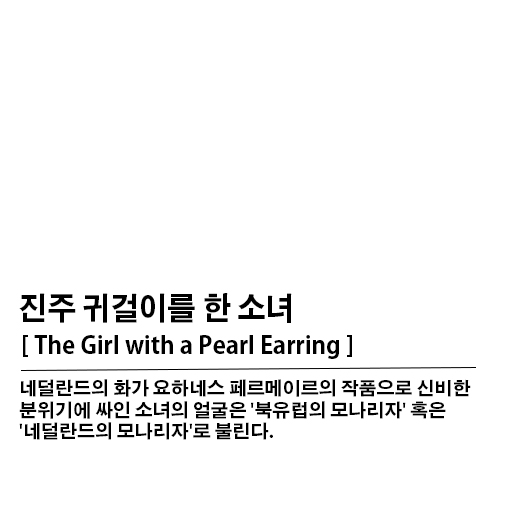 진주 귀걸이를 한 소녀
[ The Girl with a Pearl Earring ]
네덜란드의 화가 요하네스 페르메이르의 작품으로 신비한
분위기에 싸인 소녀의 얼굴은 '북유럽의 모나리자' 혹은
'네덜란드의 모나리자'로 불린다.